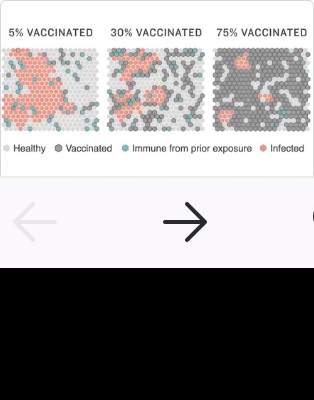 5% VACCINATED 30% VACCINATED 75% VACCINATED
Healthy Vaccinated Immune from prior exposure Infected